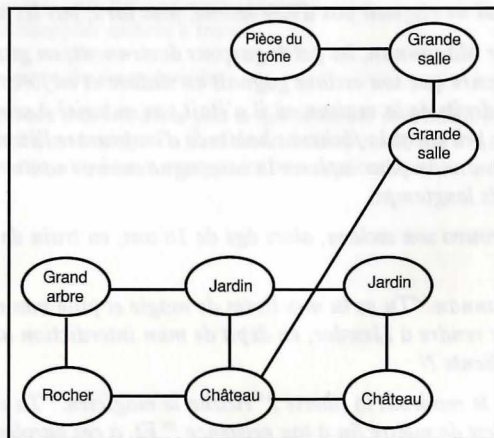 Pièce du
trône
Grande
salle
Grande
salle
Grand
arbre
Jardin
Jardin
Rocher
Château
Château